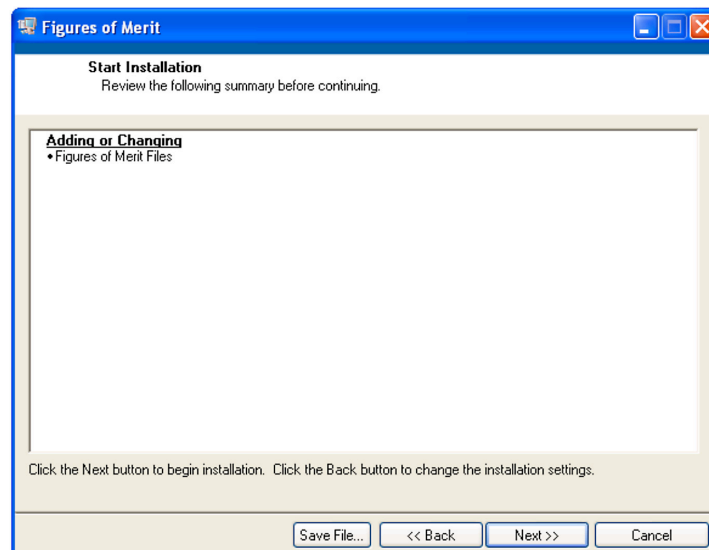 Figures of Merit
Start Installation
Review the following summary before continuing.
Adding or Changing
•Figures of Merit Files
Click the Next button to begin installation.  Click the Back button to change the installation settings.
Save File... << Back Next >> Cancel